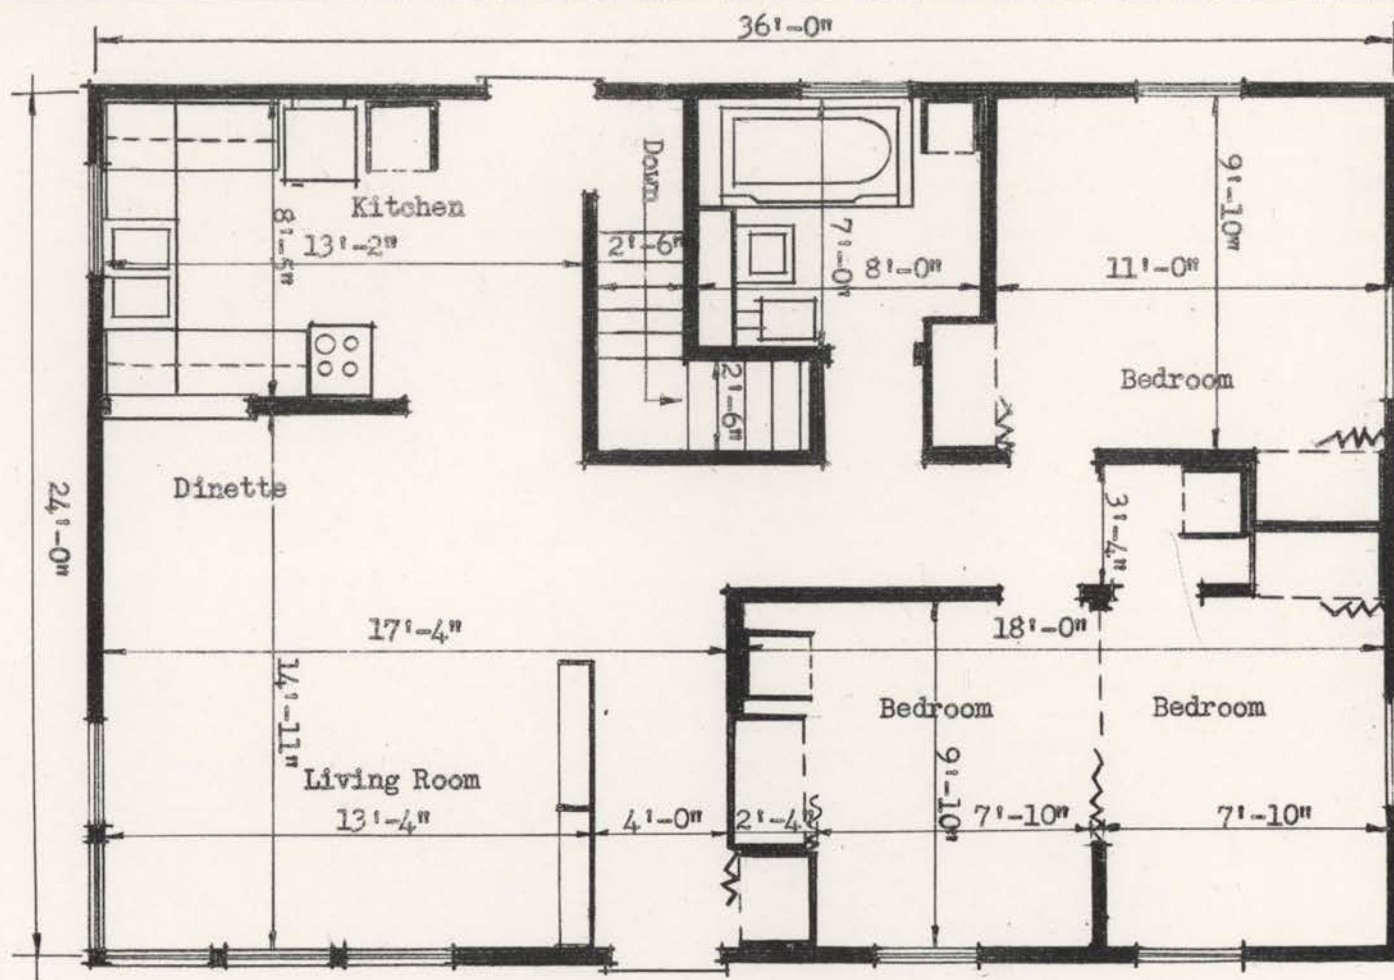 36'-0"
24'-0"
Kitchen
13'-2"
8'-5"
Down
2'-6"
2'-6"
7'-0"
8'-0"
9'-10"
11'-0"
Bedroom
Dinette
3'-4"
17'-4"
18'-0"
14'-11"
Bedroom
Bedroom
Living Room
9'-10"
13'-4"
4'-0"
2'-4"
7'-10"
7'-10"